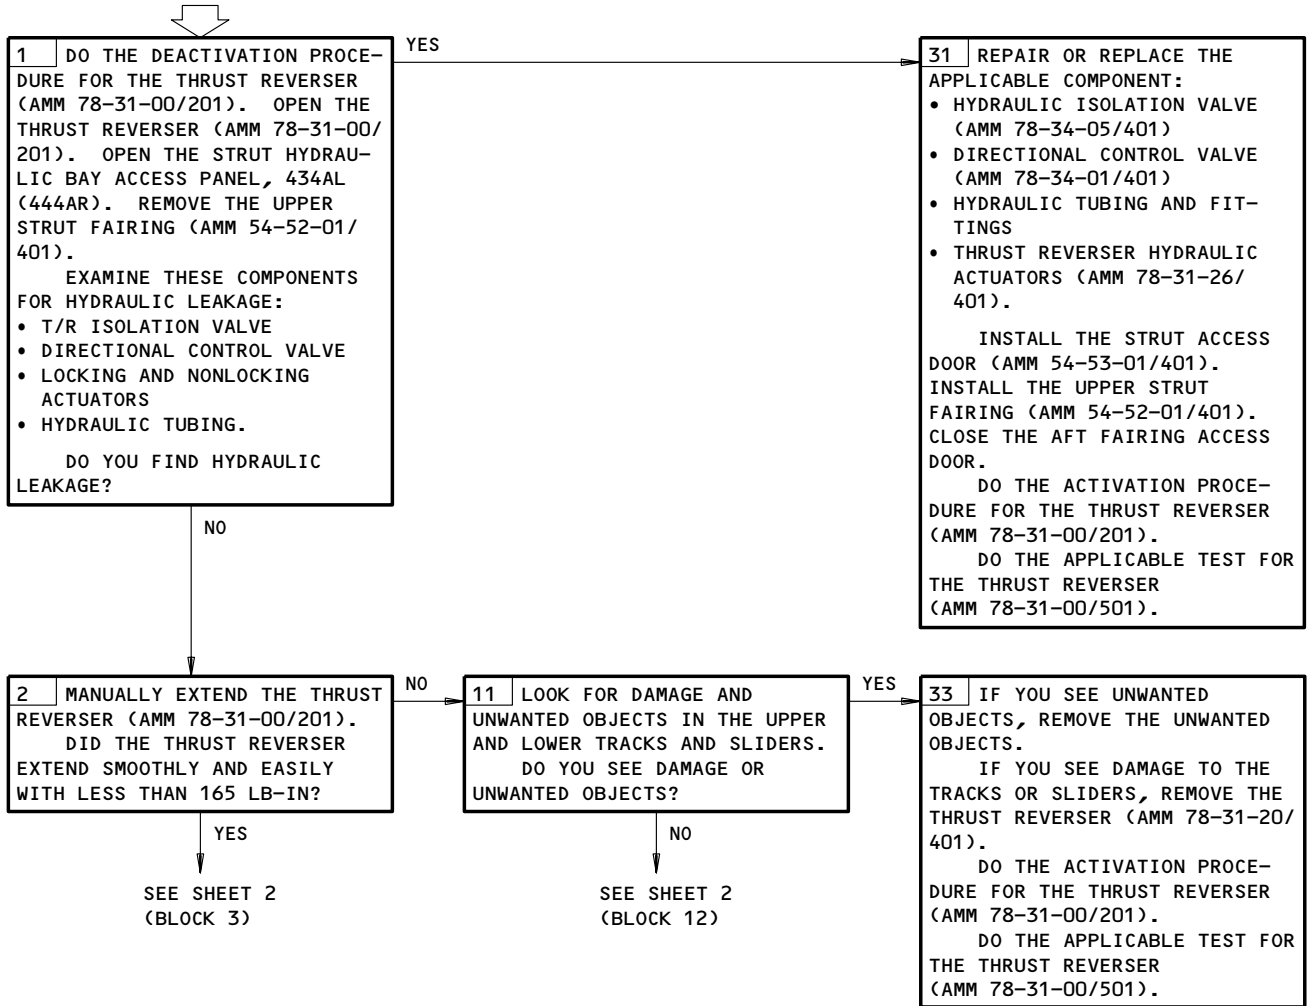 1 DO THE DEACTIVATION PROCE-
DURE FOR THE THRUST REVERSER
(AMM 78-31-00/201). OPEN THE
THRUST REVERSER (AMM 78-31-00/
201). OPEN THE STRUT HYDRAU-
LIC BAY ACCESS PANEL, 434AL
(444AR). REMOVE THE UPPER
STRUT FAIRING (AMM 54-52-01/
401).
EXAMINE THESE COMPONENTS
FOR HYDRAULIC LEAKAGE:
• T/R ISOLATION VALVE
• DIRECTIONAL CONTROL VALVE
• LOCKING AND NONLOCKING
ACTUATORS
• HYDRAULIC TUBING.
DO YOU FIND HYDRAULIC
LEAKAGE?
YES
31 REPAIR OR REPLACE THE
APPLICABLE COMPONENT:
• HYDRAULIC ISOLATION VALVE
(AMM 78-34-05/401)
• DIRECTIONAL CONTROL VALVE
(AMM 78-34-01/401)
• HYDRAULIC TUBING AND FIT-
TINGS
• THRUST REVERSER HYDRAULIC
ACTUATORS (AMM 78-31-26/
401).
INSTALL THE STRUT ACCESS
DOOR (AMM 54-53-01/401).
INSTALL THE UPPER STRUT
FAIRING (AMM 54-52-01/401).
CLOSE THE AFT FAIRING ACCESS
DOOR.
DO THE ACTIVATION PROCE-
DURE FOR THE THRUST REVERSER
(AMM 78-31-00/201).
DO THE APPLICABLE TEST FOR
THE THRUST REVERSER
(AMM 78-31-00/501).
NO
2 MANUALLY EXTEND THE THRUST
REVERSER (AMM 78-31-00/201).
DID THE THRUST REVERSER
EXTEND SMOOTHLY AND EASILY
WITH LESS THAN 165 LB-IN?
YES
SEE SHEET 2
(BLOCK 3)
NO
11 LOOK FOR DAMAGE AND
UNWANTED OBJECTS IN THE UPPER
AND LOWER TRACKS AND SLIDERS.
DO YOU SEE DAMAGE OR
UNWANTED OBJECTS?
NO
SEE SHEET 2
(BLOCK 12)
YES
33 IF YOU SEE UNWANTED
OBJECTS, REMOVE THE UNWANTED
OBJECTS.
IF YOU SEE DAMAGE TO THE
TRACKS OR SLIDERS, REMOVE THE
THRUST REVERSER (AMM 78-31-20/
401).
DO THE ACTIVATION PROCE-
DURE FOR THE THRUST REVERSER
(AMM 78-31-00/201).
DO THE APPLICABLE TEST FOR
THE THRUST REVERSER
(AMM 78-31-00/501).